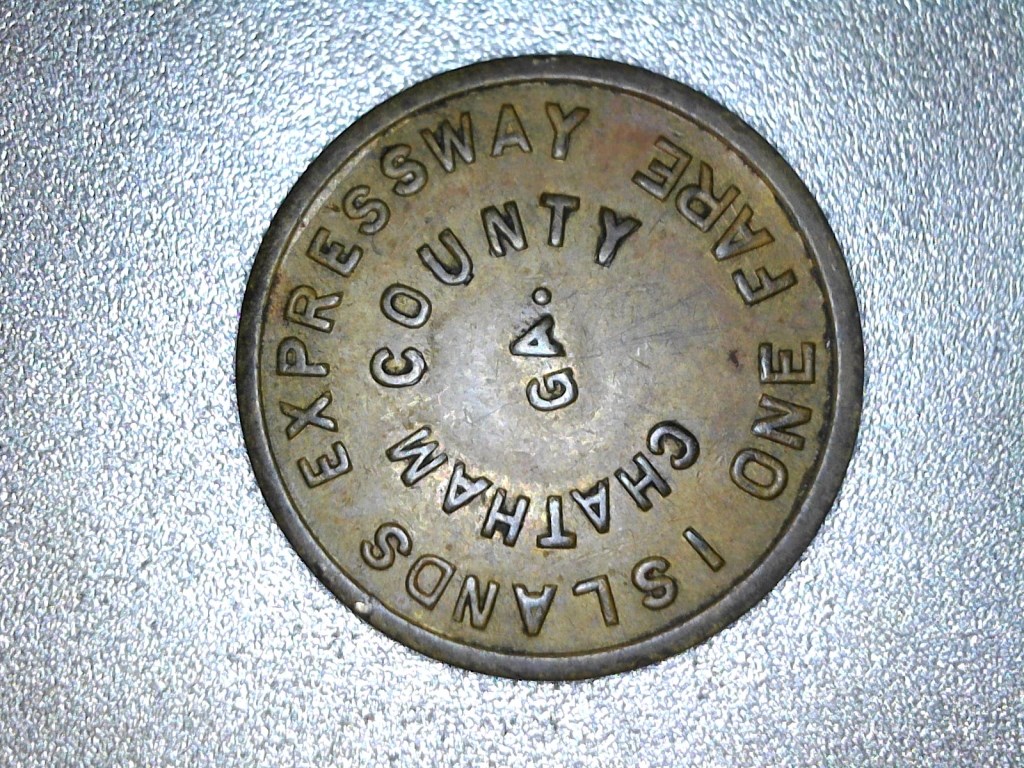 ISLANDS EXPRESSWAY
ONE FARE
CHATHAM COUNTY
GA.